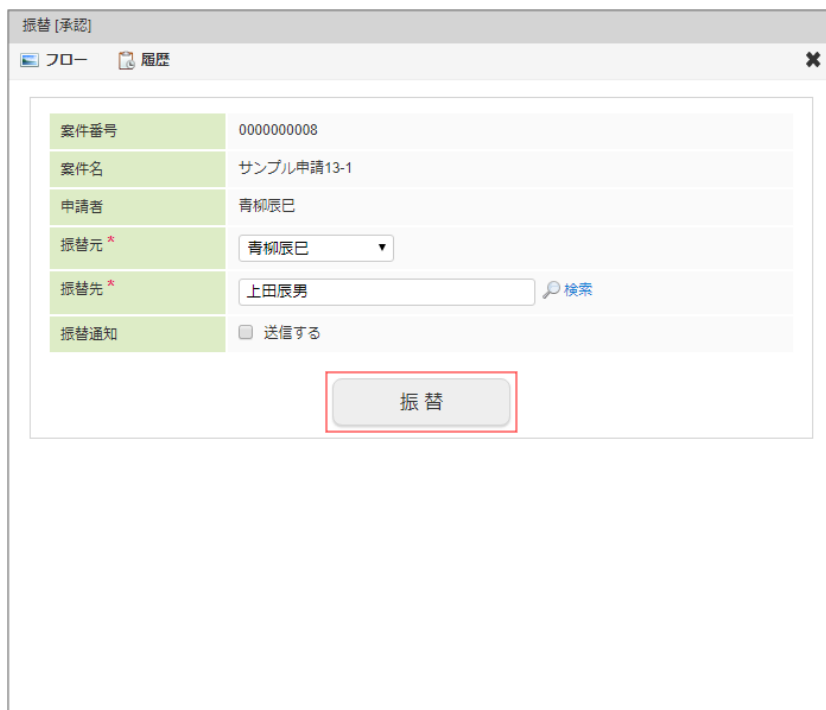 振替 [承認]
フロー 履歴
案件番号 0000000008
案件名 サンプル申請13-1
申請者 青柳辰巳
振替元 * 青柳辰巳
振替先 * 上田辰男 検索
振替通知 送信する
振 替